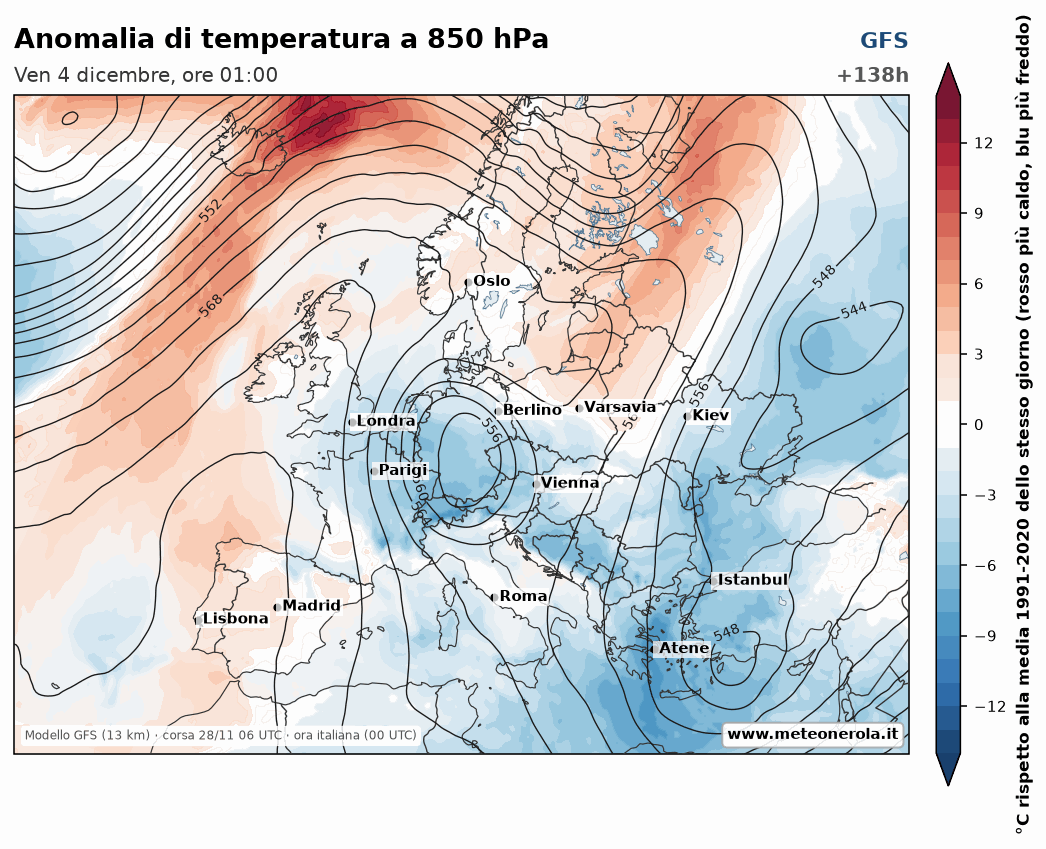 Anomalia di temperatura a 850 hPa
GFS
Ven 4 dicembre, ore 01:00
+138h
552
568
548
544
556
556
560
548
Oslo
Londra
Berlino
Varsavia
Kiev
Parigi
Vienna
Istanbul
Roma
Madrid
Lisbona
Atene
Modello GFS (13 km) · corsa 28/11 06 UTC · ora italiana (00 UTC)
www.meteonerola.it
12
9
6
3
0
−3
−6
−9
−12
°C rispetto alla media 1991-2020 dello stesso giorno (rosso più caldo, blu più freddo)